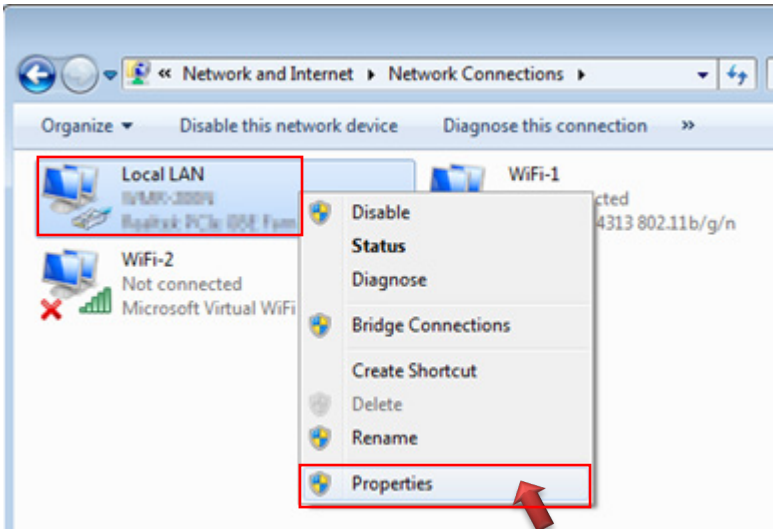 « Network and Internet ▸ Network Connections ▸
Organize ▾ Disable this network device Diagnose this connection »
Local LAN
WiFi-1
cted
4313 802.11b/g/n
WiFi-2
Not connected
Microsoft Virtual WiFi
Disable
Status
Diagnose
Bridge Connections
Create Shortcut
Delete
Rename
Properties